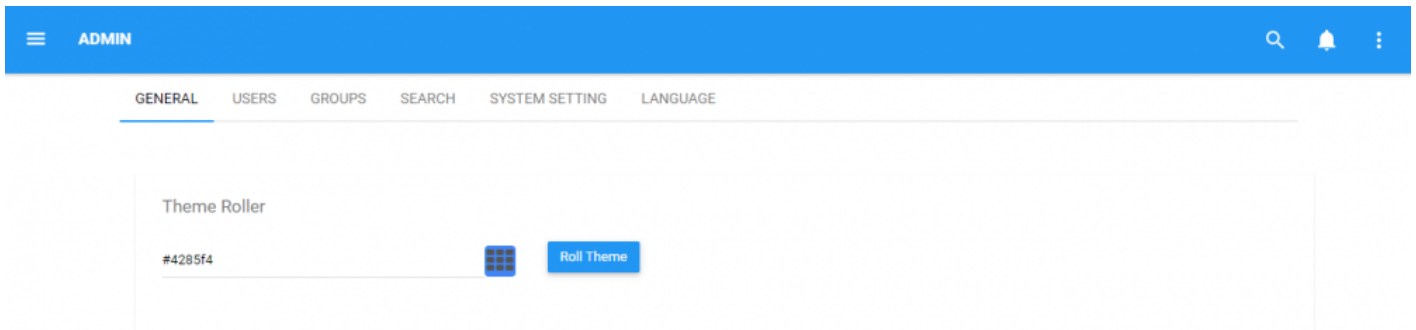 ADMIN
GENERAL USERS GROUPS SEARCH SYSTEM SETTING LANGUAGE
Theme Roller
#4285f4 Roll Theme